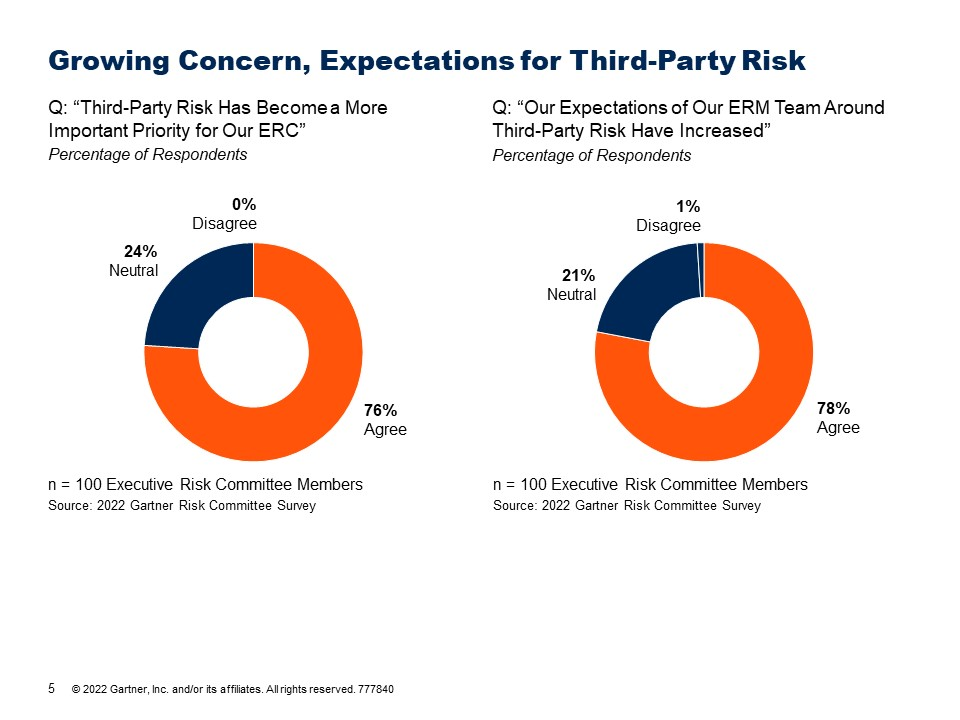 Growing Concern, Expectations for Third-Party Risk
Q: “Third-Party Risk Has Become a More
Important Priority for Our ERC”
Percentage of Respondents
0%
Disagree
24%
Neutral
76%
Agree
n = 100 Executive Risk Committee Members
Source: 2022 Gartner Risk Committee Survey
Q: “Our Expectations of Our ERM Team Around
Third-Party Risk Have Increased”
Percentage of Respondents
1%
Disagree
21%
Neutral
78%
Agree
n = 100 Executive Risk Committee Members
Source: 2022 Gartner Risk Committee Survey
5 © 2022 Gartner, Inc. and/or its affiliates. All rights reserved. 777840